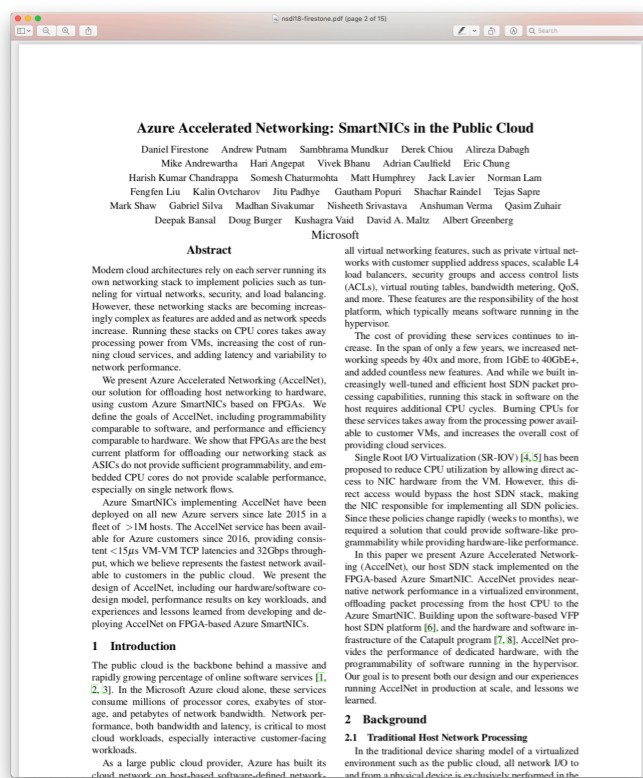 nsdi18-firestone.pdf (page 2 of 15)
Search
Azure Accelerated Networking: SmartNICs in the Public Cloud
Daniel Firestone Andrew Putnam Sambhrama Mundkur Derek Chiou Alireza Dabagh
Mike Andrewartha Hari Angepat Vivek Bhanu Adrian Caulfield Eric Chung
Harish Kumar Chandrappa Somesh Chaturmohta Matt Humphrey Jack Lavier Norman Lam
Fengfen Liu Kalin Ovtcharov Jitu Padhye Gautham Popuri Shachar Raindel Tejas Sapre
Mark Shaw Gabriel Silva Madhan Sivakumar Nisheeth Srivastava Anshuman Verma Qasim Zuhair
Deepak Bansal Doug Burger Kushagra Vaid David A. Maltz Albert Greenberg
Microsoft
Abstract
Modern cloud architectures rely on each server running its
own networking stack to implement policies such as tun-
neling for virtual networks, security, and load balancing.
However, these networking stacks are becoming increas-
ingly complex as features are added and as network speeds
increase. Running these stacks on CPU cores takes away
processing power from VMs, increasing the cost of run-
ning cloud services, and adding latency and variability to
network performance.
We present Azure Accelerated Networking (AccelNet),
our solution for offloading host networking to hardware,
using custom Azure SmartNICs based on FPGAs. We
define the goals of AccelNet, including programmability
comparable to software, and performance and efficiency
comparable to hardware. We show that FPGAs are the best
current platform for offloading our networking stack as
ASICs do not provide sufficient programmability, and em-
bedded CPU cores do not provide scalable performance,
especially on single network flows.
Azure SmartNICs implementing AccelNet have been
deployed on all new Azure servers since late 2015 in a
fleet of >1M hosts. The AccelNet service has been avail-
able for Azure customers since 2016, providing consis-
tent <15μs VM-VM TCP latencies and 32Gbps through-
put, which we believe represents the fastest network avail-
able to customers in the public cloud. We present the
design of AccelNet, including our hardware/software co-
design model, performance results on key workloads, and
experiences and lessons learned from developing and de-
ploying AccelNet on FPGA-based Azure SmartNICs.
1 Introduction
The public cloud is the backbone behind a massive and
rapidly growing percentage of online software services [1,
2, 3]. In the Microsoft Azure cloud alone, these services
consume millions of processor cores, exabytes of stor-
age, and petabytes of network bandwidth. Network per-
formance, both bandwidth and latency, is critical to most
cloud workloads, especially interactive customer-facing
workloads.
As a large public cloud provider, Azure has built its
cloud network on host-based software-defined network-
all virtual networking features, such as private virtual net-
works with customer supplied address spaces, scalable L4
load balancers, security groups and access control lists
(ACLs), virtual routing tables, bandwidth metering, QoS,
and more. These features are the responsibility of the host
platform, which typically means software running in the
hypervisor.
The cost of providing these services continues to in-
crease. In the span of only a few years, we increased net-
working speeds by 40x and more, from 1GbE to 40GbE+,
and added countless new features. And while we built in-
creasingly well-tuned and efficient host SDN packet pro-
cessing capabilities, running this stack in software on the
host requires additional CPU cycles. Burning CPUs for
these services takes away from the processing power avail-
able to customer VMs, and increases the overall cost of
providing cloud services.
Single Root I/O Virtualization (SR-IOV) [4, 5] has been
proposed to reduce CPU utilization by allowing direct ac-
cess to NIC hardware from the VM. However, this di-
rect access would bypass the host SDN stack, making
the NIC responsible for implementing all SDN policies.
Since these policies change rapidly (weeks to months), we
required a solution that could provide software-like pro-
grammability while providing hardware-like performance.
In this paper we present Azure Accelerated Network-
ing (AccelNet), our host SDN stack implemented on the
FPGA-based Azure SmartNIC. AccelNet provides near-
native network performance in a virtualized environment,
offloading packet processing from the host CPU to the
Azure SmartNIC. Building upon the software-based VFP
host SDN platform [6], and the hardware and software in-
frastructure of the Catapult program [7, 8], AccelNet pro-
vides the performance of dedicated hardware, with the
programmability of software running in the hypervisor.
Our goal is to present both our design and our experiences
running AccelNet in production at scale, and lessons we
learned.
2 Background
2.1 Traditional Host Network Processing
In the traditional device sharing model of a virtualized
environment such as the public cloud, all network I/O to
and from a physical device is exclusively performed in the